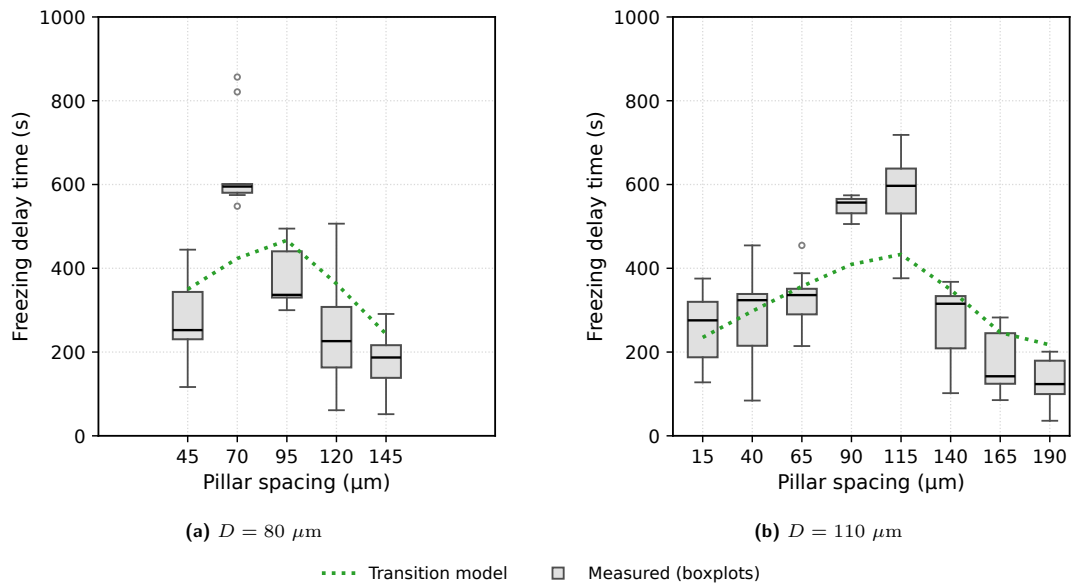 1000
800
600
400
200
0
Freezing delay time (s)
45 70 95 120 145
Pillar spacing (μm)
(a) D = 80 μm
1000
800
600
400
200
0
Freezing delay time (s)
15 40 65 90 115 140 165 190
Pillar spacing (μm)
(b) D = 110 μm
Transition model Measured (boxplots)